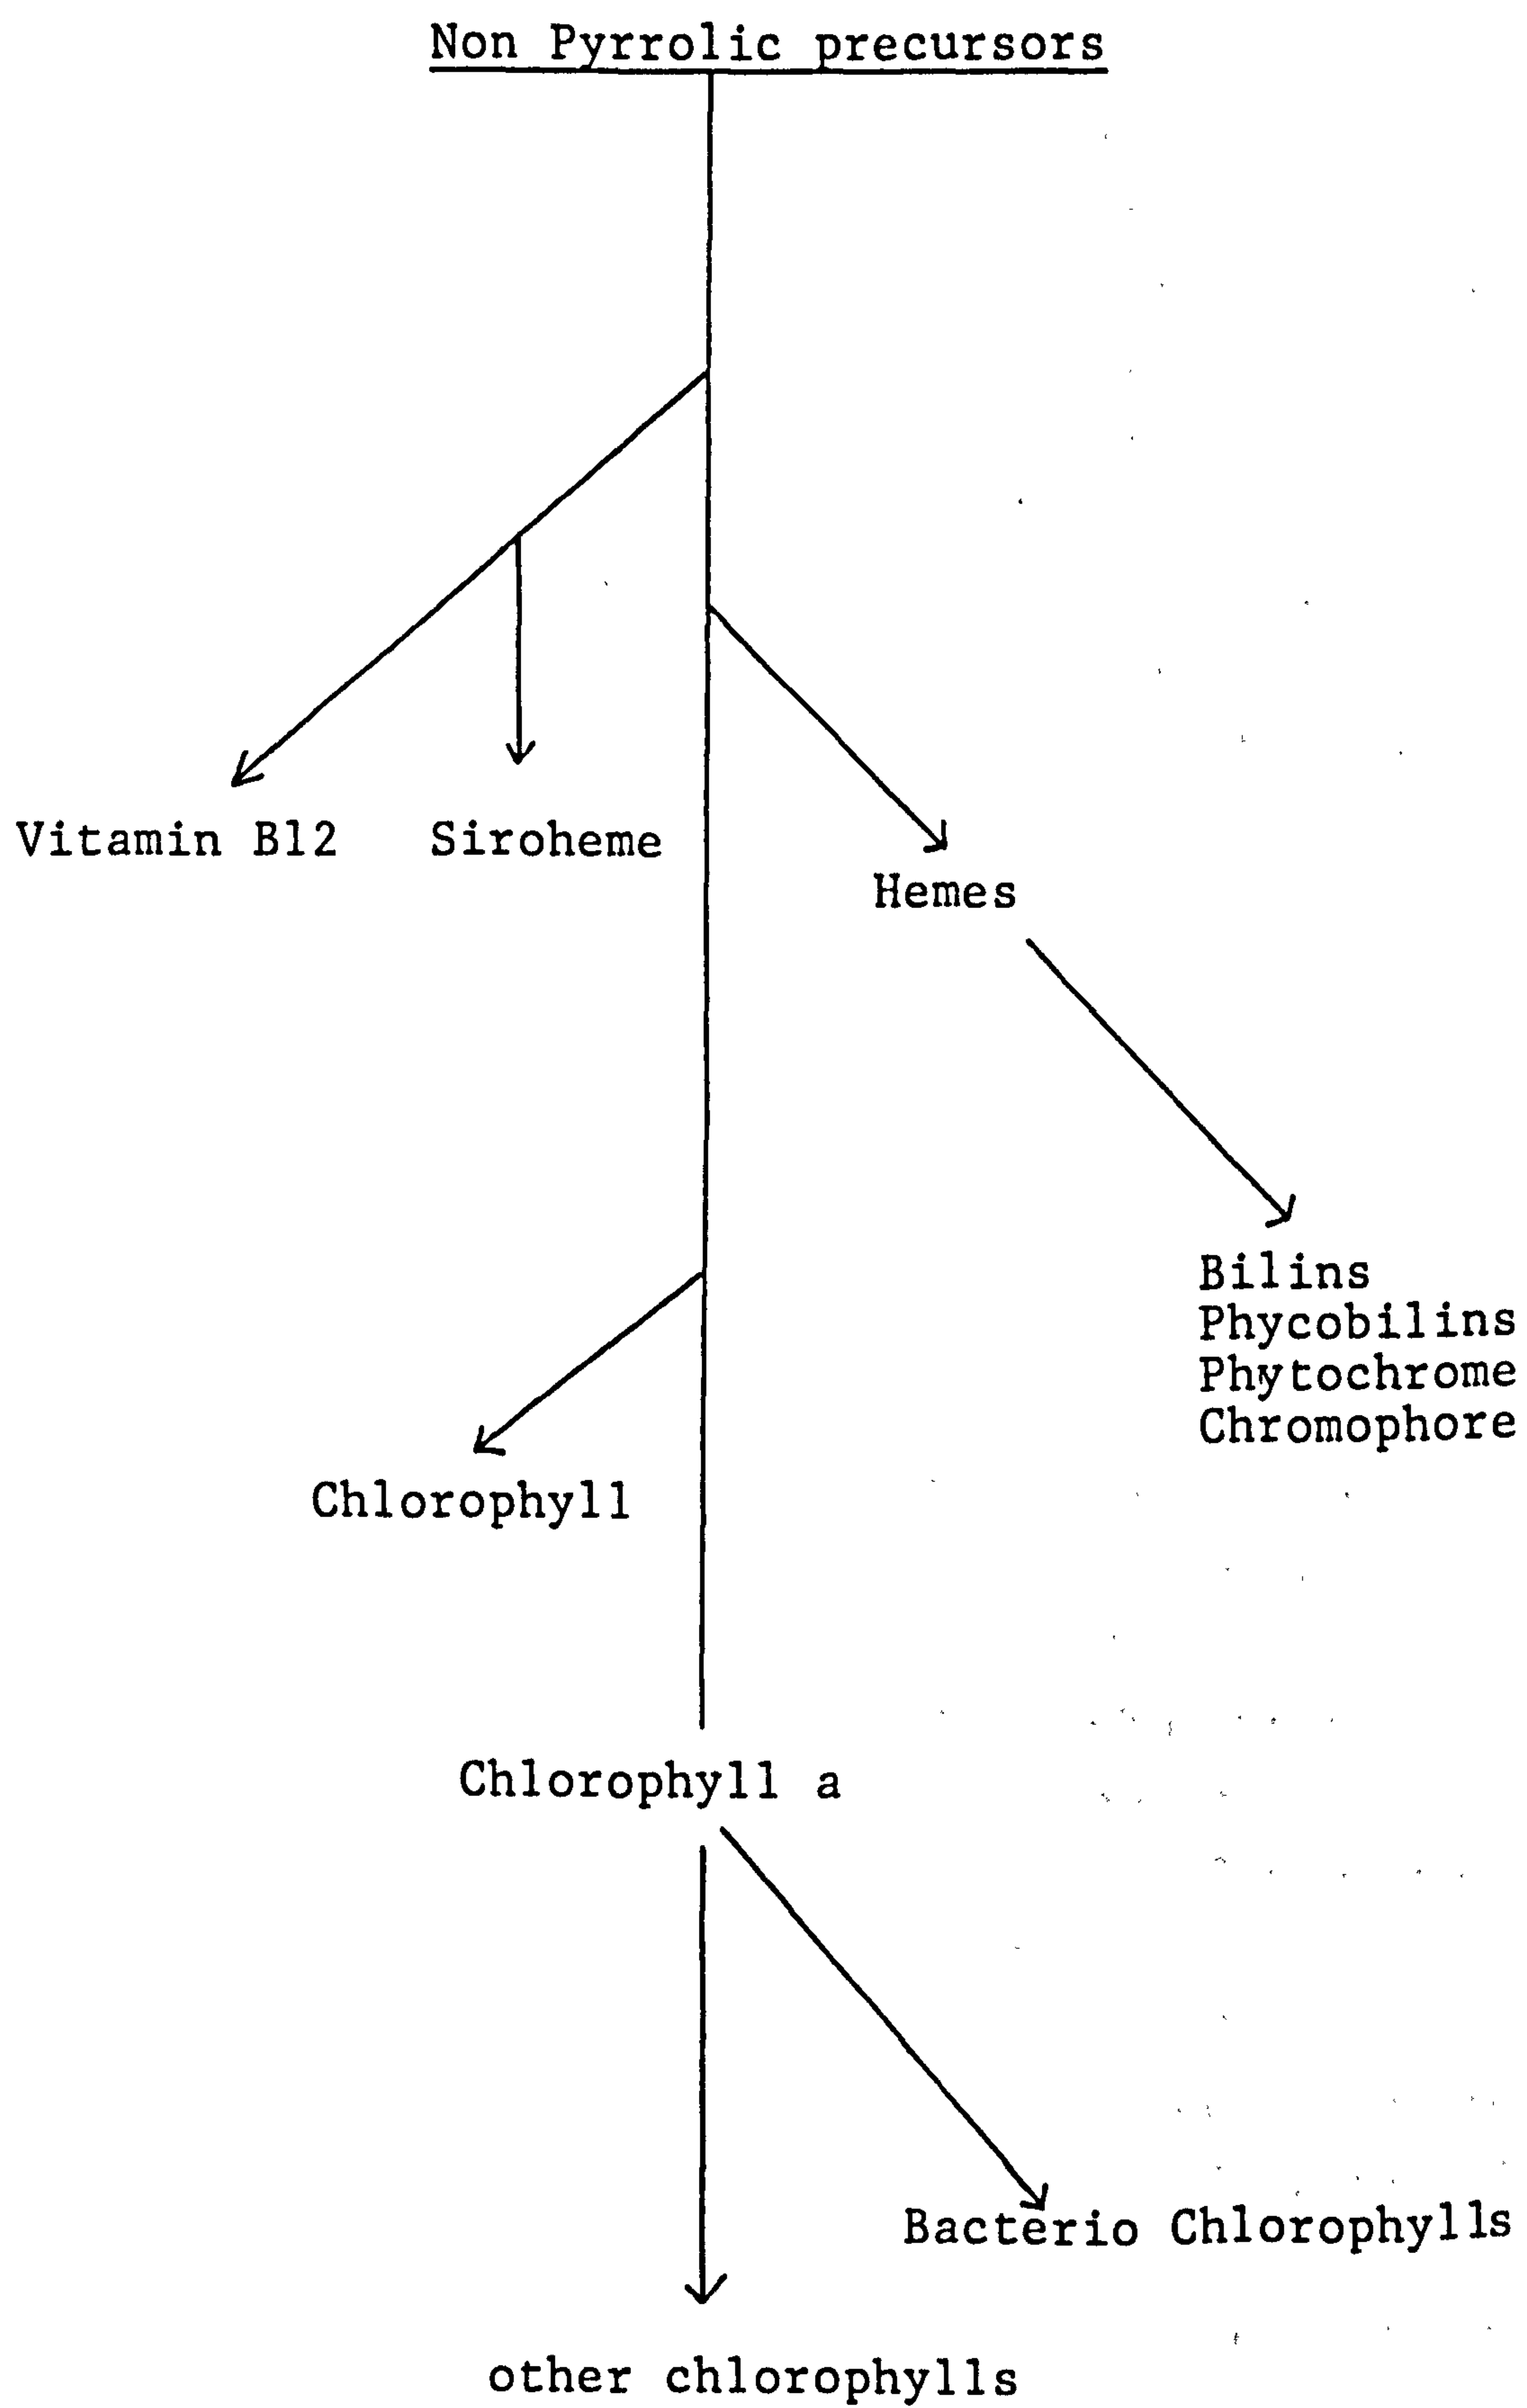 Non Pyrrolic precursors
Vitamin B12
Siroheme
Hemes
Bilins
Phycobilins
Phytochrome
Chromophore
Chlorophyll
Chlorophyll a
Bacterio Chlorophylls
other chlorophylls